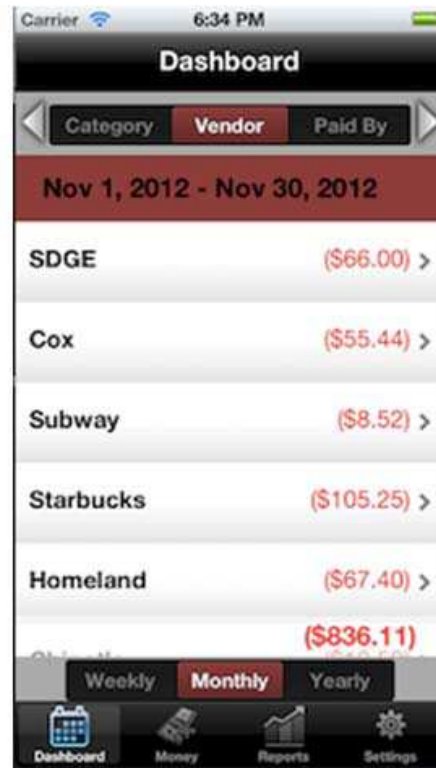 Carrier 6:34 PM
Dashboard
Category Vendor Paid By
Nov 1, 2012 - Nov 30, 2012
SDGE ($66.00)
Cox ($55.44)
Subway ($8.52)
Starbucks ($105.25)
Homeland ($67.40)
($836.11)
Weekly Monthly Yearly
Dashboard Money Reports Settings